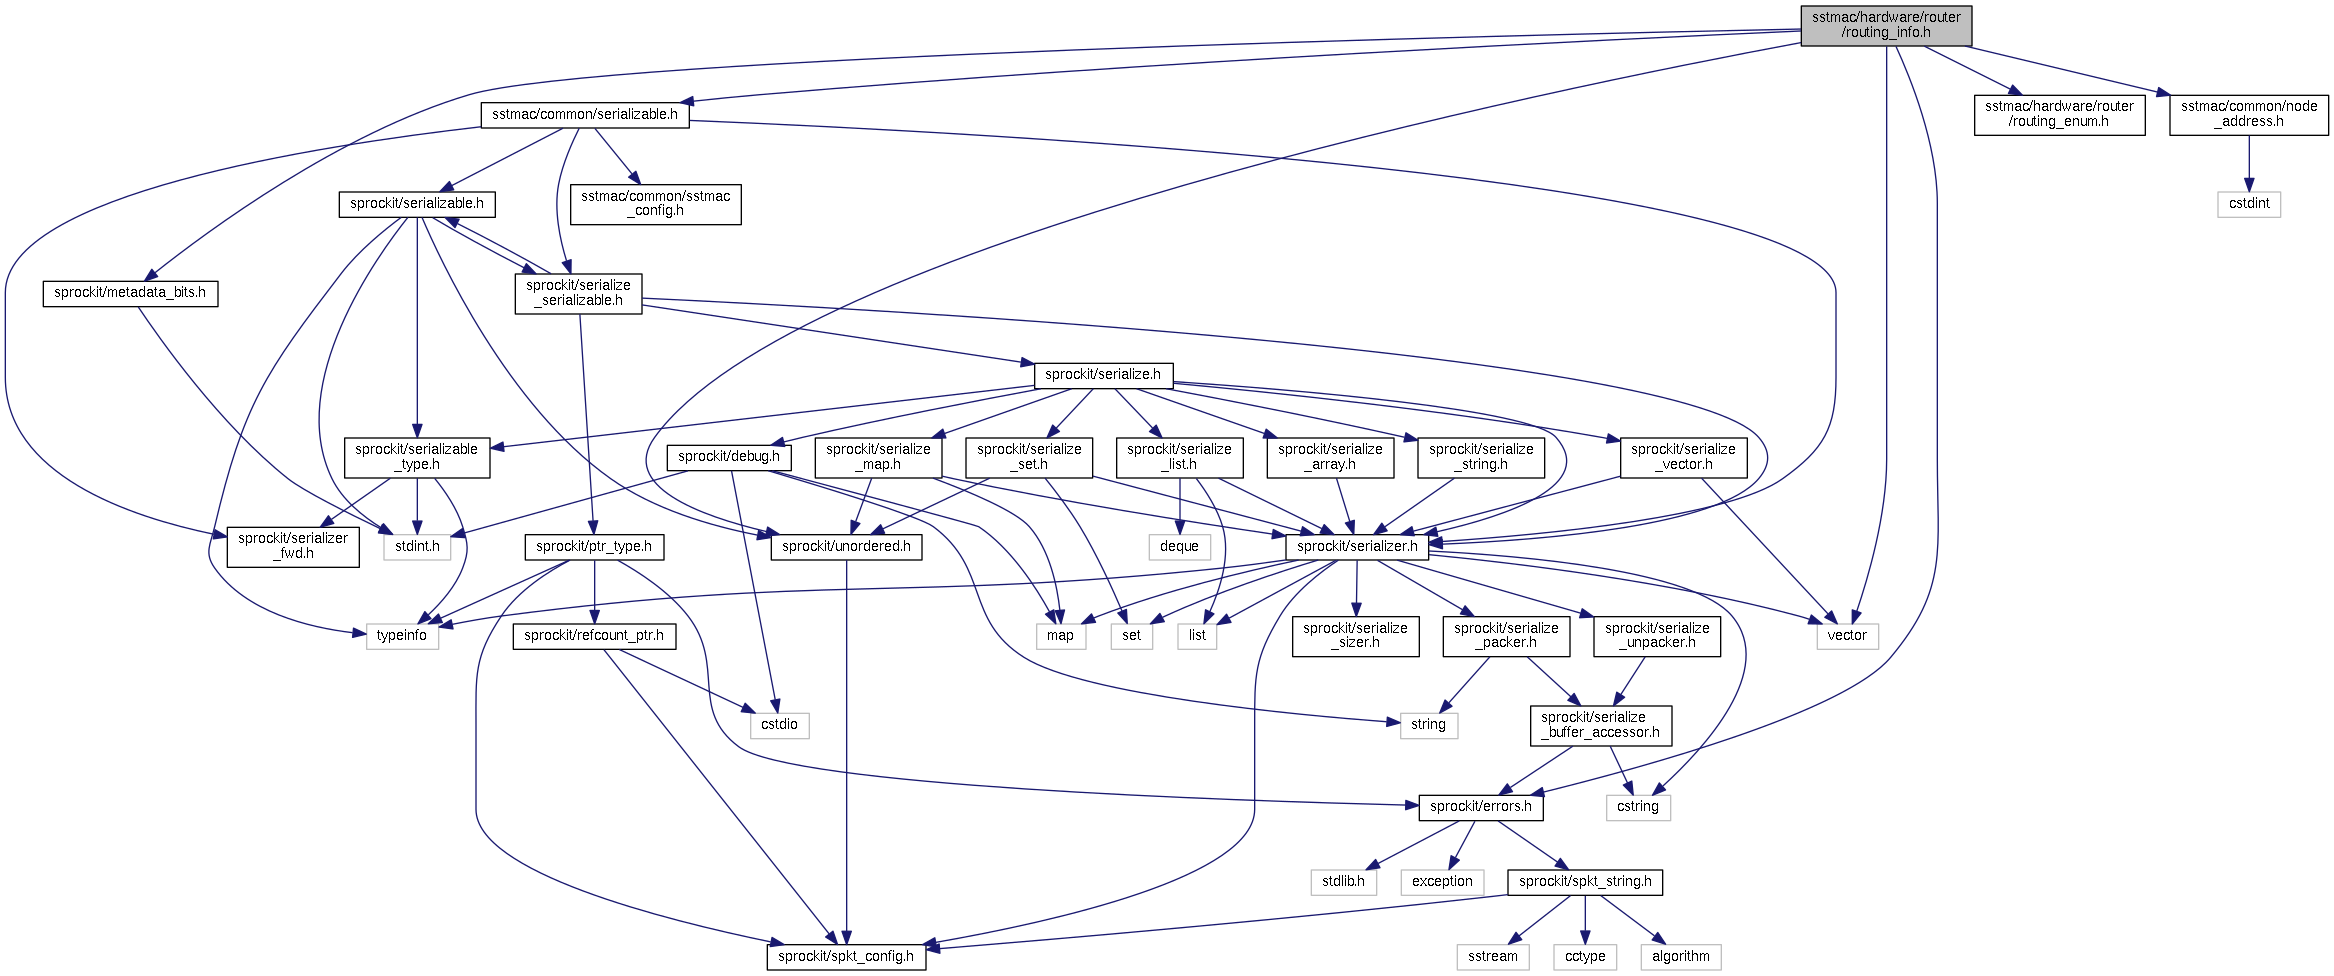 sstmac/hardware/router
/routing_info.h
sstmac/common/serializable.h
sstmac/hardware/router
/routing_enum.h
sstmac/common/node
_address.h
sprockit/serializable.h
sstmac/common/sstmac
_config.h
cstdint
sprockit/metadata_bits.h
sprockit/serialize
_serializable.h
sprockit/serialize.h
sprockit/serializable
_type.h
sprockit/debug.h
sprockit/serialize
_map.h
sprockit/serialize
_set.h
sprockit/serialize
_list.h
sprockit/serialize
_array.h
sprockit/serialize
_string.h
sprockit/serialize
_vector.h
sprockit/serializer
_fwd.h
stdint.h
sprockit/ptr_type.h
sprockit/unordered.h
deque
sprockit/serializer.h
typeinfo
sprockit/refcount_ptr.h
map
set
list
sprockit/serialize
_sizer.h
sprockit/serialize
_packer.h
sprockit/serialize
_unpacker.h
vector
cstdio
string
sprockit/serialize
_buffer_accessor.h
sprockit/errors.h
cstring
stdlib.h
exception
sprockit/spkt_string.h
sprockit/spkt_config.h
sstream
cctype
algorithm